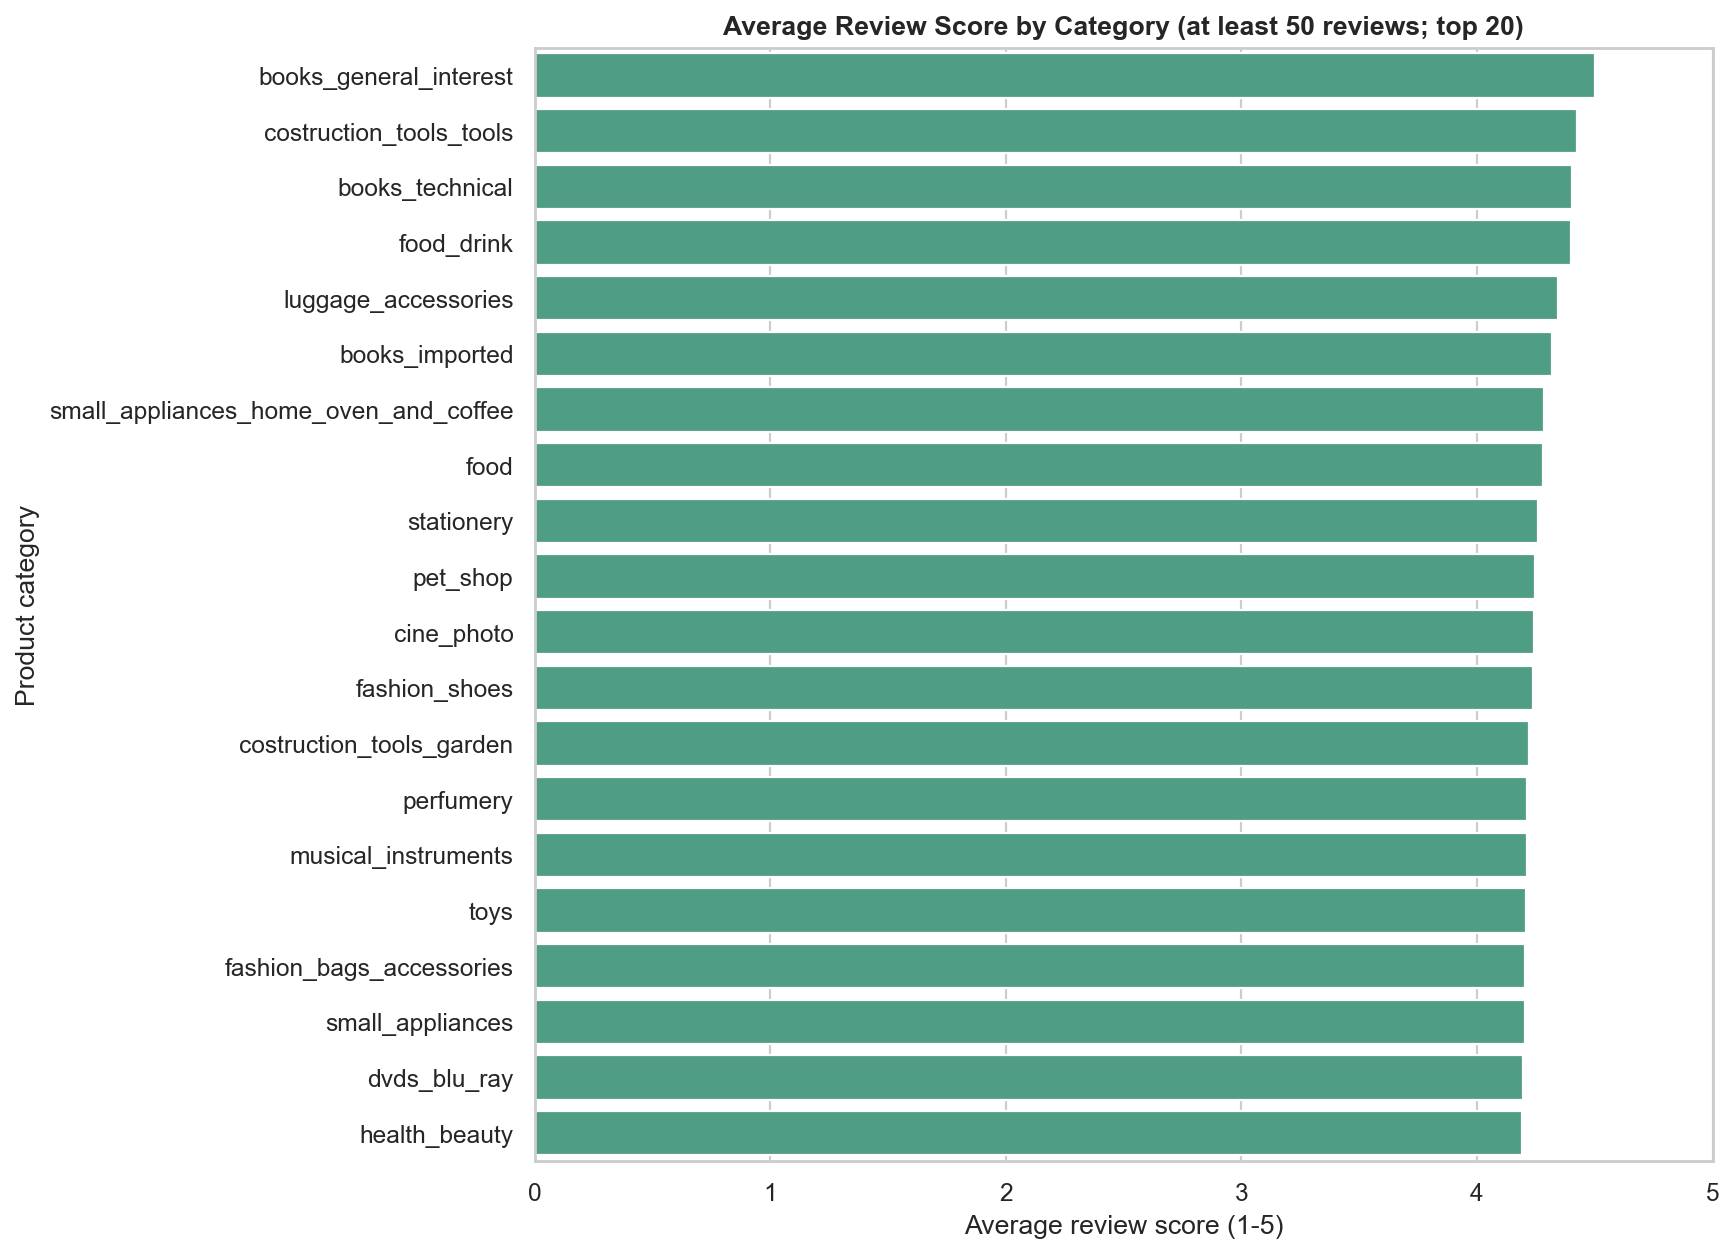 Average Review Score by Category (at least 50 reviews; top 20)
Product category
books_general_interest
costruction_tools_tools
books_technical
food_drink
luggage_accessories
books_imported
small_appliances_home_oven_and_coffee
food
stationery
pet_shop
cine_photo
fashion_shoes
costruction_tools_garden
perfumery
musical_instruments
toys
fashion_bags_accessories
small_appliances
dvds_blu_ray
health_beauty
0 1 2 3 4 5
Average review score (1-5)